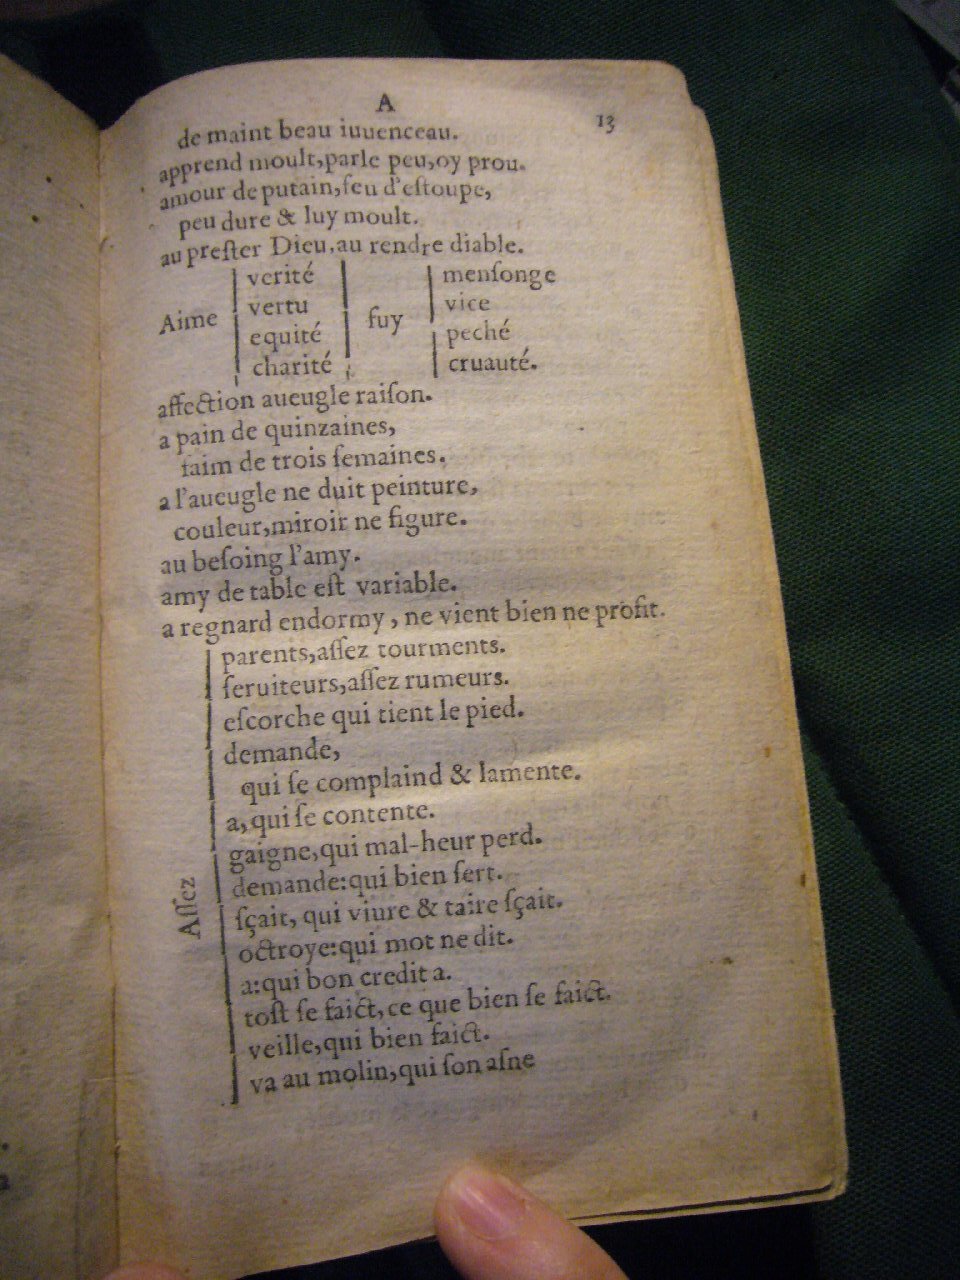 A
13
de maint beau iuuenceau.
apprend moult, parle peu, oy prou.
amour de putain, feu d'eſtoupe,
peu dure & luy moult.
au preſter Dieu, au rendre diable.
verité menſonge
vertu vice
Aime fuy
equité peché
charité cruauté.
affection aueugle raiſon.
a pain de quinzaines,
faim de trois ſemaines.
a l'aueugle ne duit peinture,
couleur, miroir ne figure.
au beſoing l'amy.
amy de table eſt variable.
a regnard endormy, ne vient bien ne profit.
parents, aſſez tourments.
ſeruiteurs, aſſez rumeurs.
eſcorche qui tient le pied.
demande,
qui ſe complaind & lamente.
a, qui ſe contente.
gaigne, qui mal-heur perd.
demande: qui bien ſert.
Aſſez
ſçait, qui viure & taire ſçait.
octroye: qui mot ne dit.
a: qui bon credit a.
toſt ſe faict, ce que bien ſe faict.
veille, qui bien faict.
va au molin, qui ſon aſne